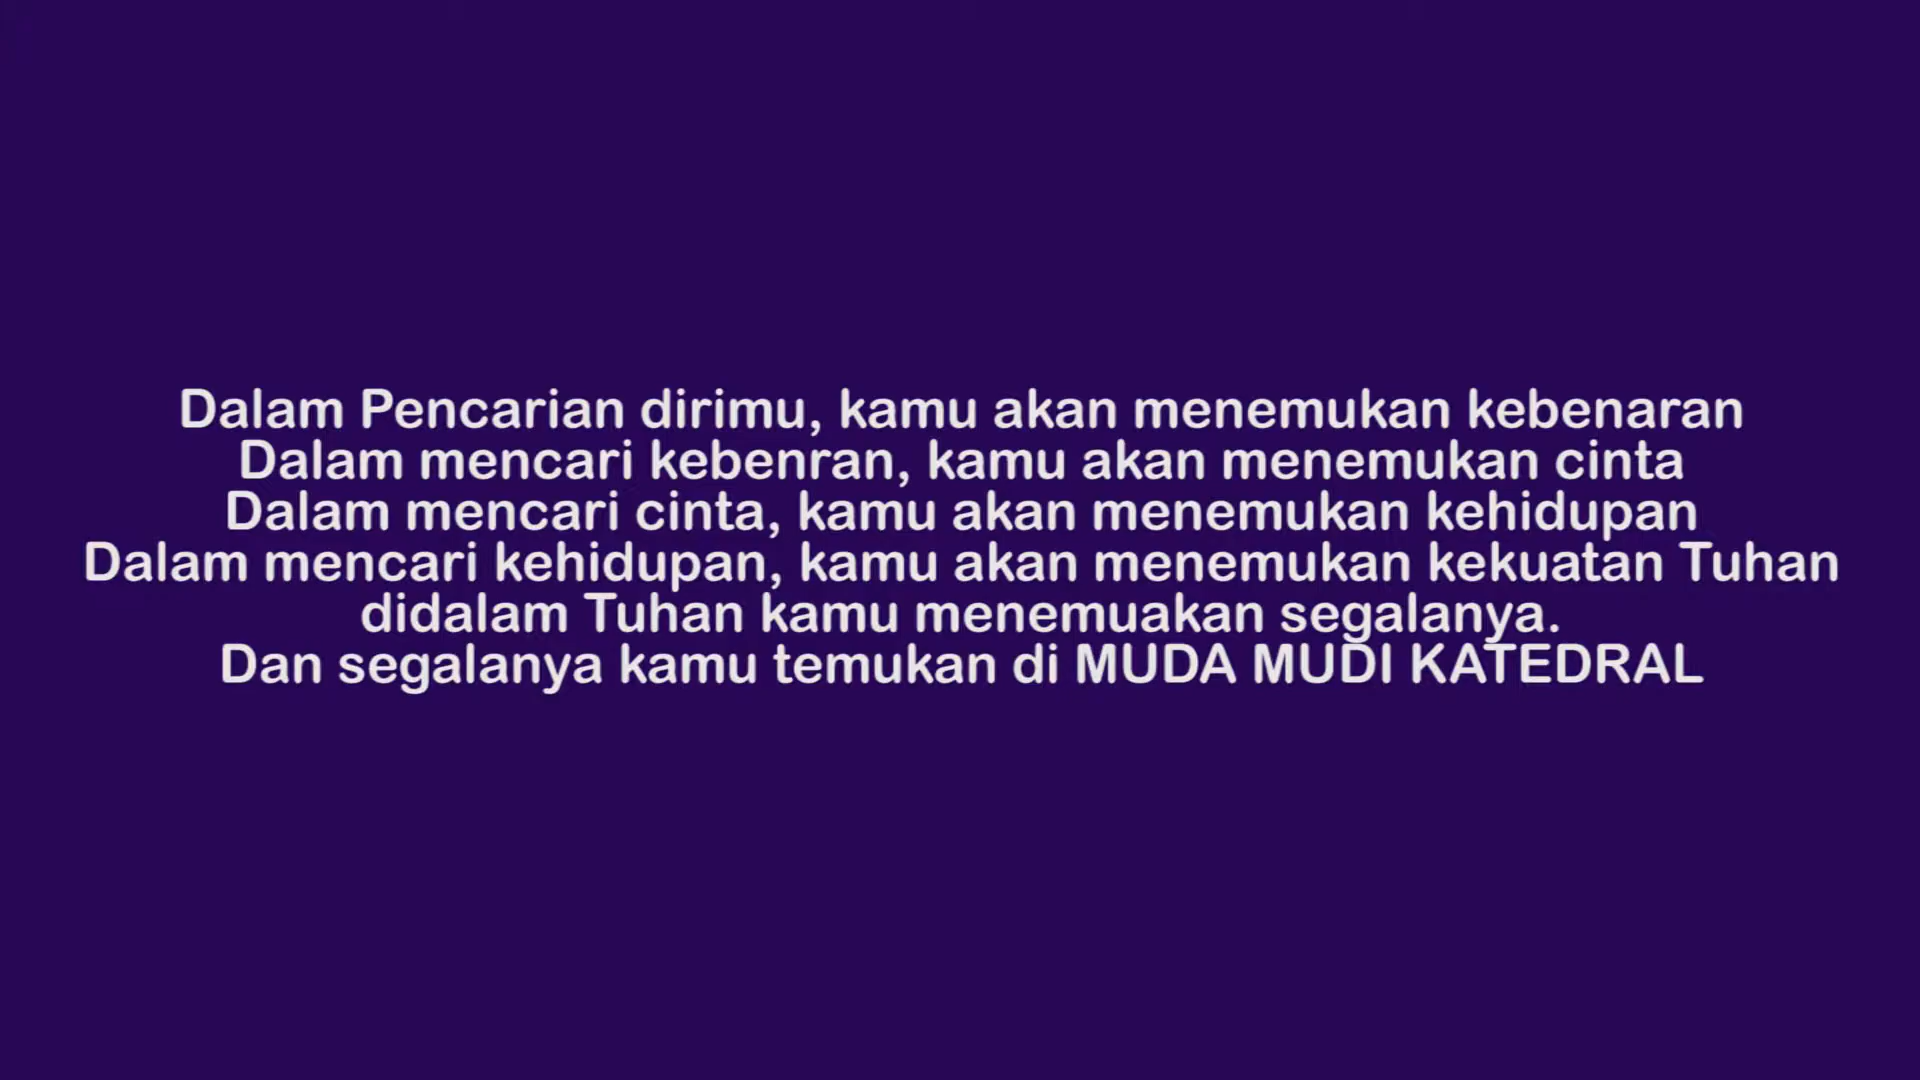 Dalam Pencarian dirimu, kamu akan menemukan kebenaran
Dalam mencari kebenran, kamu akan menemukan cinta
Dalam mencari cinta, kamu akan menemukan kehidupan
Dalam mencari kehidupan, kamu akan menemukan kekuatan Tuhan
didalam Tuhan kamu menemuakan segalanya.
Dan segalanya kamu temukan di MUDA MUDI KATEDRAL